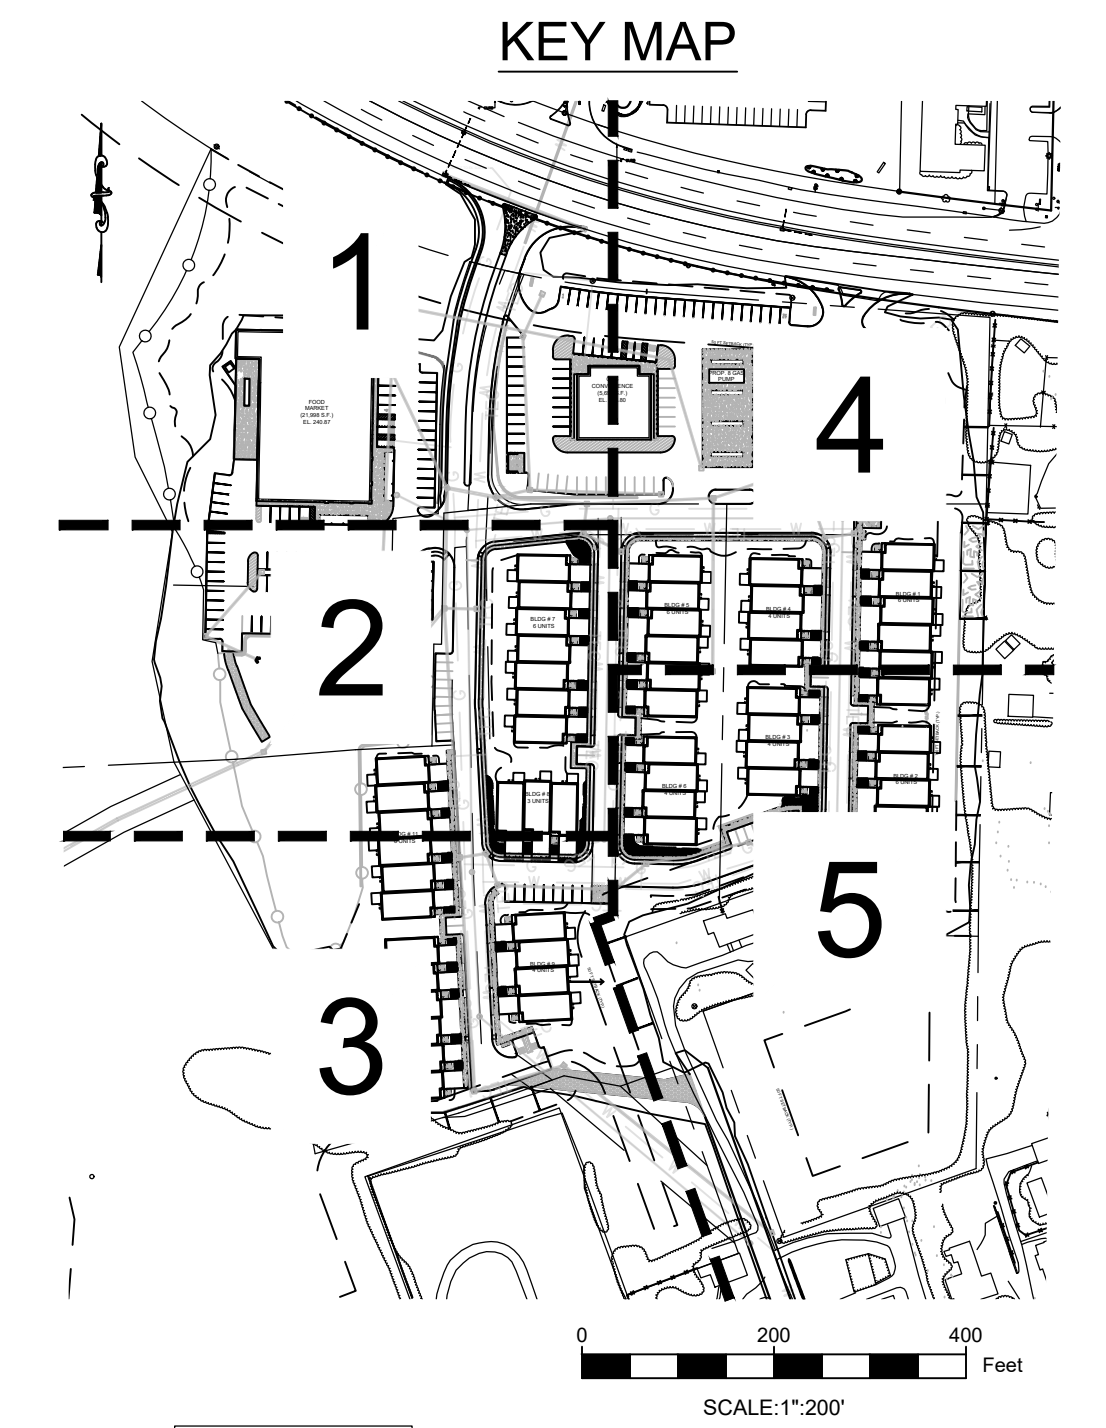 KEY MAP
1
FOOD
MARKET
(21,998 S.F.)
EL. 240.87
PROP. 8 GAS
PUMP
4
2
BLDG # 7
6 UNITS
BLDG # 5
6 UNITS
BLDG # 4
4 UNITS
BLDG # 1
6 UNITS
BLDG # 8
3 UNITS
BLDG # 6
4 UNITS
BLDG # 3
4 UNITS
BLDG # 2
BLDG # 9
4 UNITS
5
3
0 200 400
Feet
SCALE:1":200'